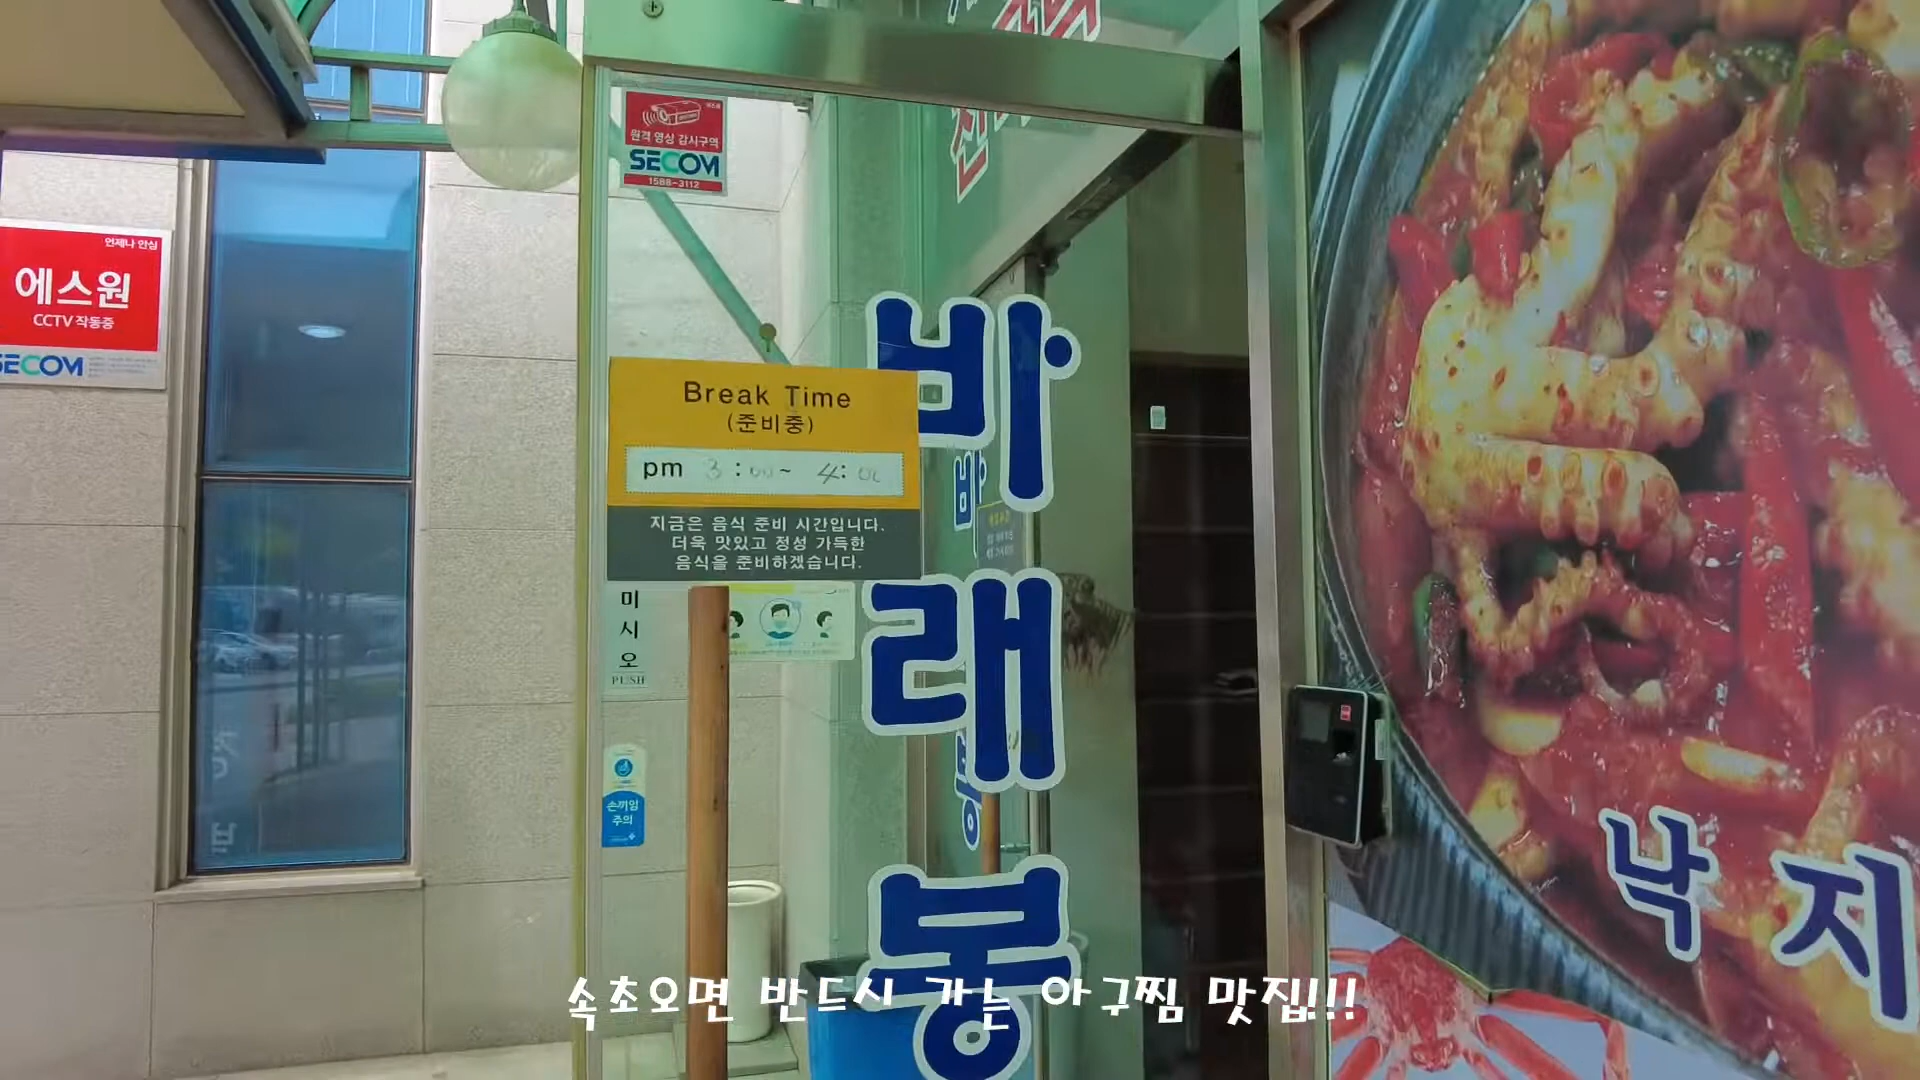 원격 영상 감시구역
SECOM
1588-3112
언제나 안심
에스원
CCTV 작동중
SECOM
Break Time
(준비중)
pm 3:00~ 4:00
지금은 음식 준비 시간입니다.
더욱 맛있고 정성 가득한
음식을 준비하겠습니다.
미
시
오
PUSH
손끼임
주의
바
래
봉
낙지
속초오면 반드시 가는 아구찜 맛집!!!